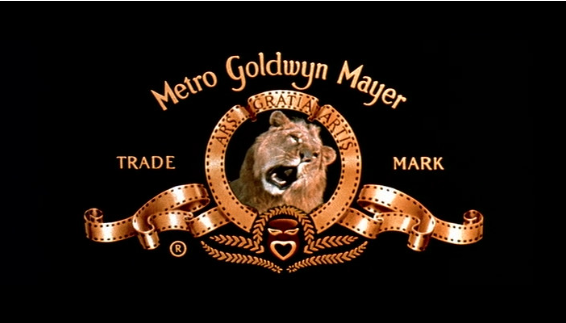 Metro Goldwyn Mayer
ARS GRATIA ARTIS
TRADE MARK
®